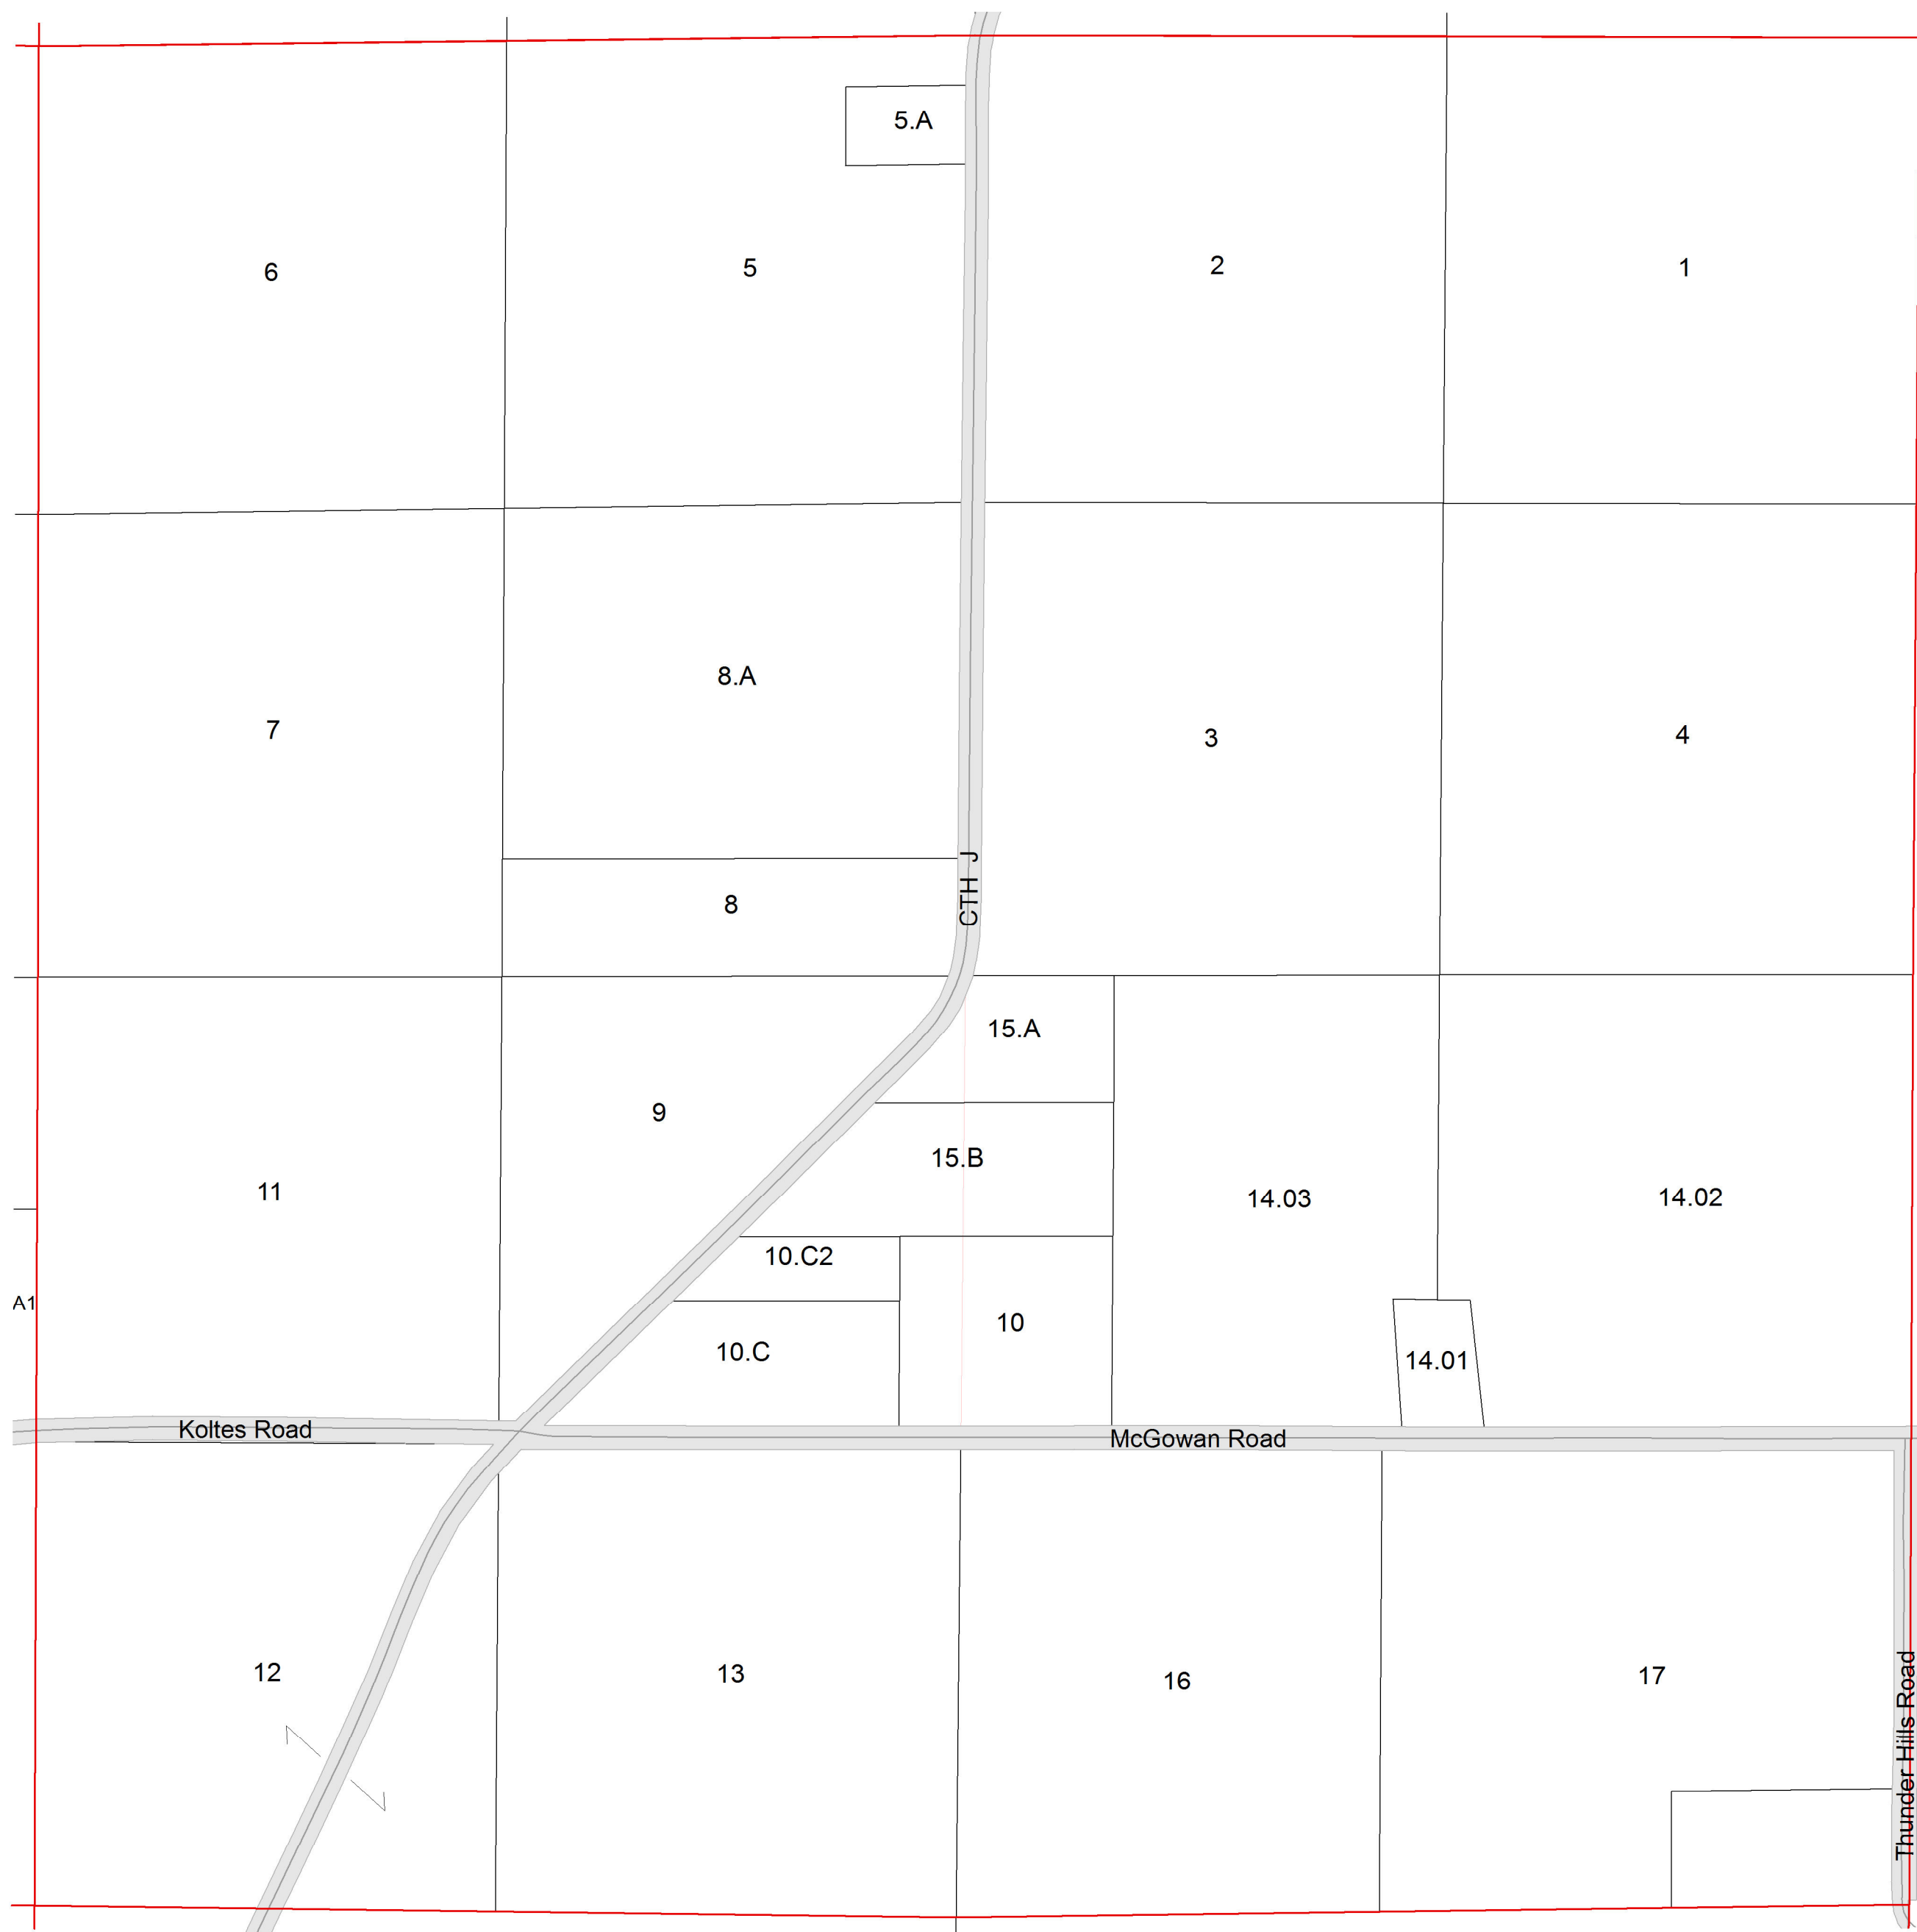 5.A
6
5
2
1
8.A
7
3
4
8
CTH J
15.A
9
15.B
11
14.03
14.02
10.C2
A1
10
10.C
14.01
Koltes Road
McGowan Road
12
13
16
17
Thunder Hills Road